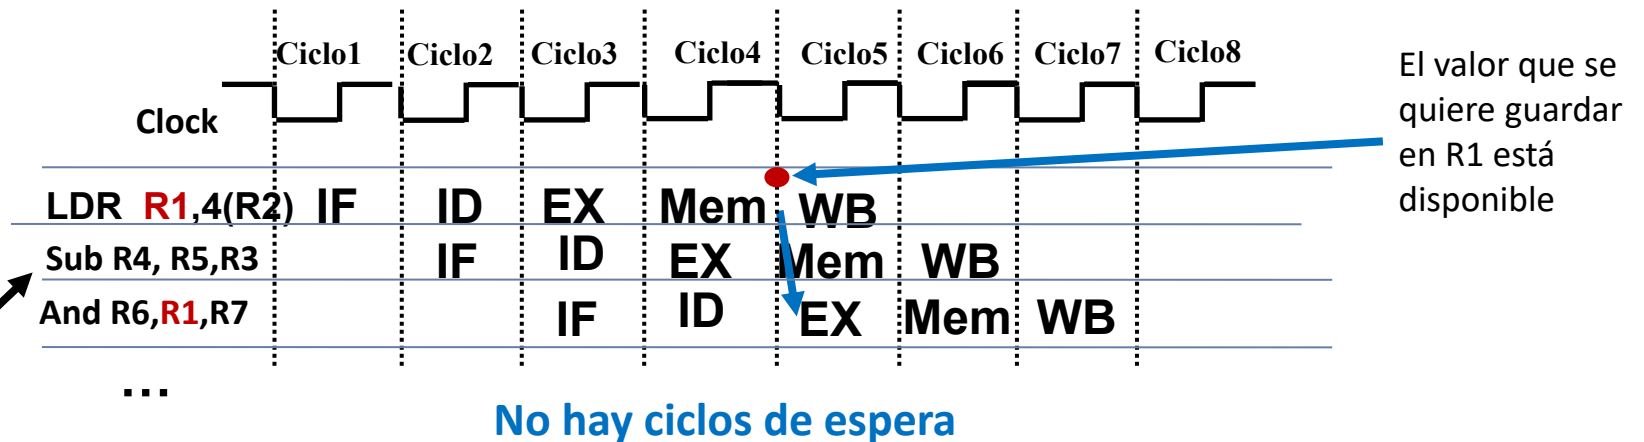 Ciclo1 Ciclo2 Ciclo3 Ciclo4 Ciclo5 Ciclo6 Ciclo7 Ciclo8
Clock
El valor que se
quiere guardar
en R1 está
disponible
LDR R1,4(R2) IF ID EX Mem WB
Sub R4, R5,R3 IF ID EX Mem WB
And R6,R1,R7 IF ID EX Mem WB
...
No hay ciclos de espera